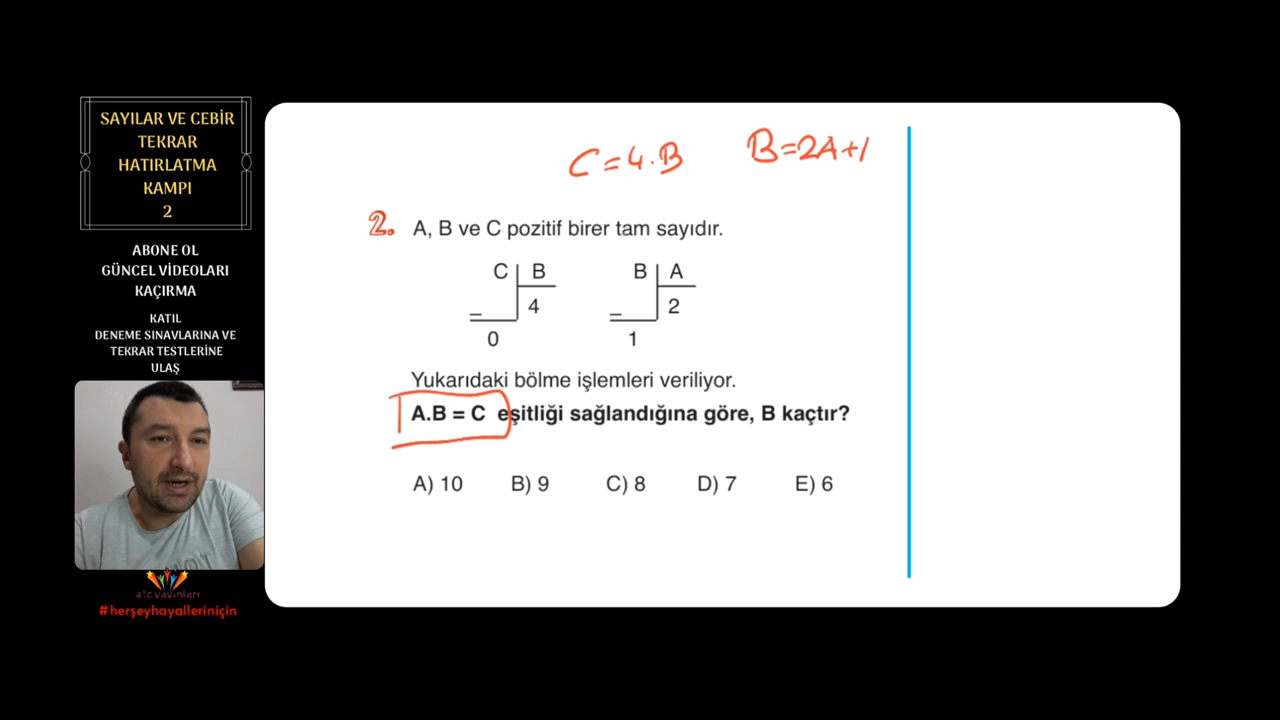 SAYILAR VE CEBİR
TEKRAR
HATIRLATMA
KAMPI
2
ABONE OL
GÜNCEL VİDEOLARI
KAÇIRMA
KATIL
DENEME SINAVLARINA VE
TEKRAR TESTLERİNE
ULAŞ
#herşeyhayalleriniçin
C = 4.B B=2A+1
2. A, B ve C pozitif birer tam sayıdır.
C B B A
4 2
0 1
Yukarıdaki bölme işlemleri veriliyor.
A.B = C eşitliği sağlandığına göre, B kaçtır?
A) 10 B) 9 C) 8 D) 7 E) 6